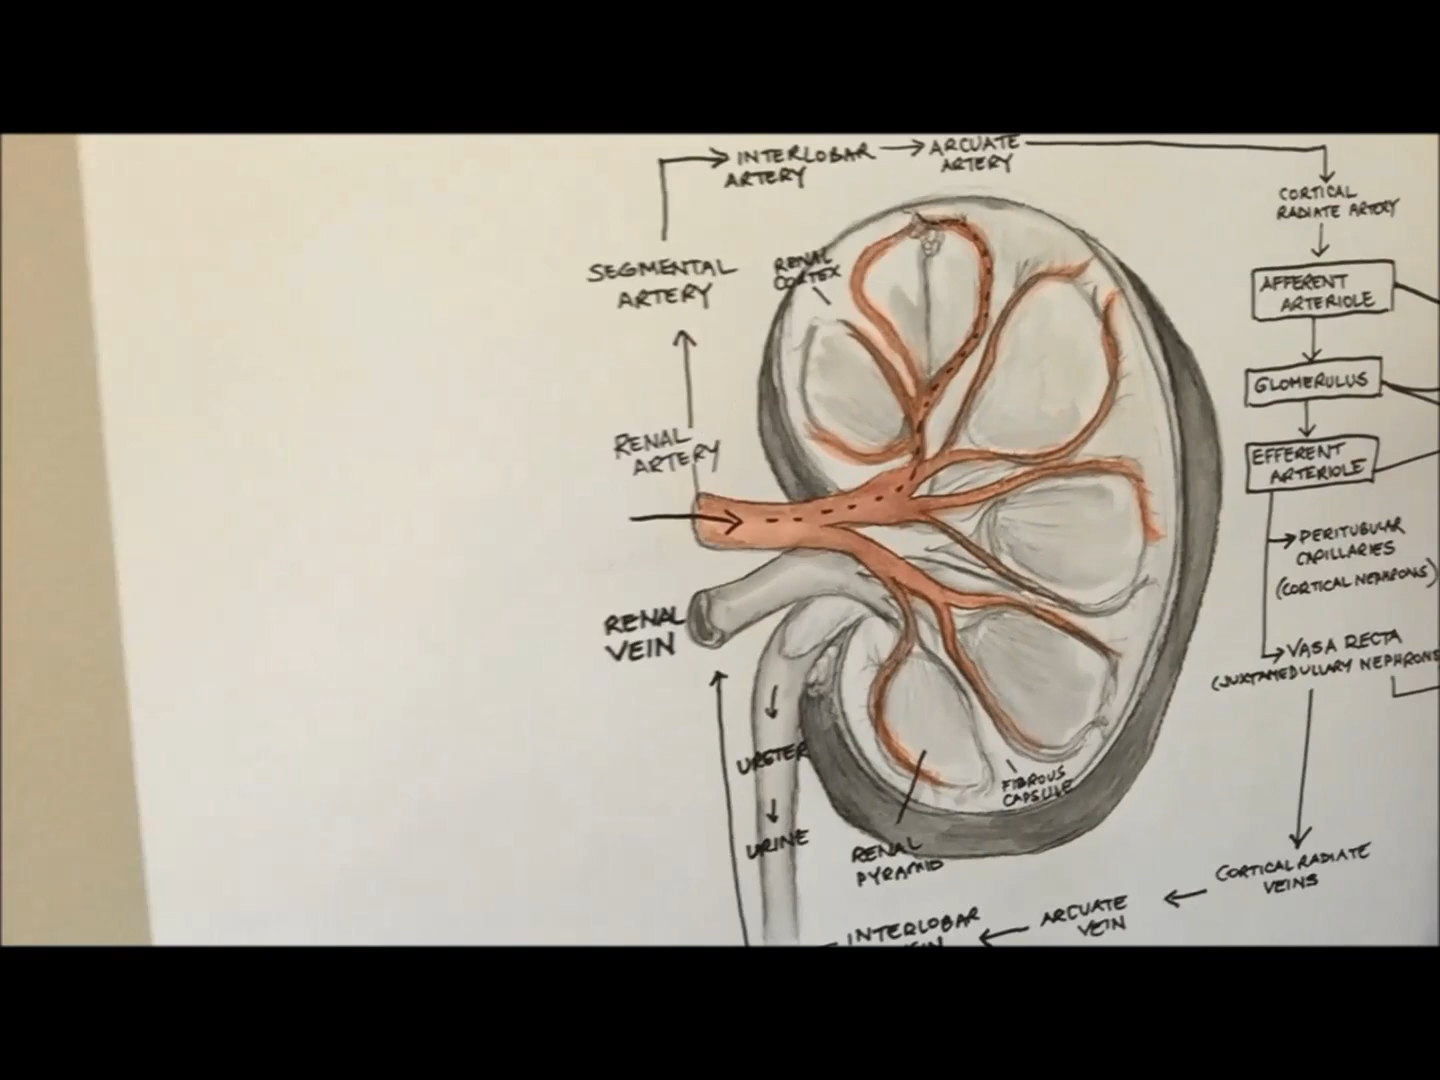 INTERLOBAR
ARTERY
ARCUATE
ARTERY
CORTICAL
RADIATE ARTERY
SEGMENTAL
ARTERY
RENAL
CORTEX
AFFERENT
ARTERIOLE
GLOMERULUS
RENAL
ARTERY
EFFERENT
ARTERIOLE
PERITUBULAR
CAPILLARIES
(CORTICAL NEPHRONS)
RENAL
VEIN
VASA RECTA
(JUXTAMEDULLARY NEPHRONS
URETER
FIBROUS
CAPSULE
URINE
RENAL
PYRAMID
CORTICAL RADIATE
VEINS
ARCUATE
VEIN
INTERLOBAR